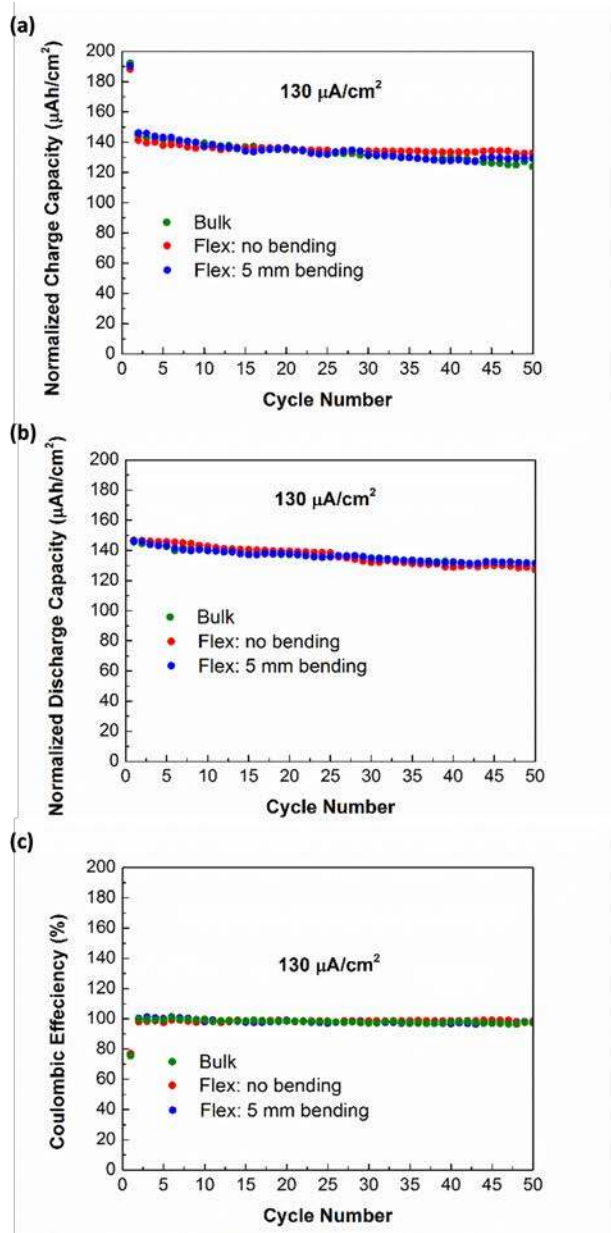 (a)
200
180
160
140
120
100
80
60
40
20
0
Normalized Charge Capacity (µAh/cm²)
130 µA/cm²
Bulk
Flex: no bending
Flex: 5 mm bending
0 5 10 15 20 25 30 35 40 45 50
Cycle Number
(b)
200
180
160
140
120
100
80
60
40
20
0
Normalized Discharge Capacity (µAh/cm²)
130 µA/cm²
Bulk
Flex: no bending
Flex: 5 mm bending
0 5 10 15 20 25 30 35 40 45 50
Cycle Number
(c)
200
180
160
140
120
100
80
60
40
20
0
Coulombic Effeciency (%)
130 µA/cm²
Bulk
Flex: no bending
Flex: 5 mm bending
0 5 10 15 20 25 30 35 40 45 50
Cycle Number